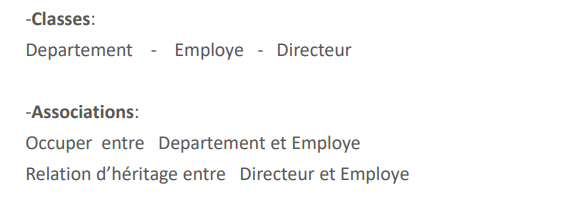 -Classes:
Departement - Employe - Directeur
-Associations:
Occuper entre Departement et Employe
Relation d’héritage entre Directeur et Employe